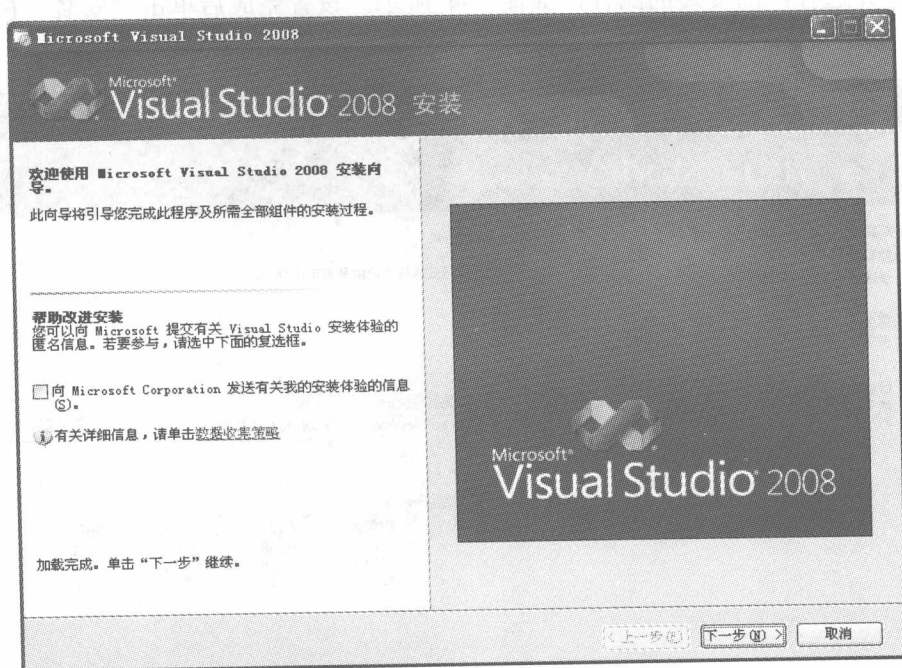 Microsoft Visual Studio 2008
Microsoft
Visual Studio 2008 安装
欢迎使用 Microsoft Visual Studio 2008 安装向
导。
此向导将引导您完成此程序及所需全部组件的安装过程。
帮助改进安装
您可以向 Microsoft 提交有关 Visual Studio 安装体验的
匿名信息。若要参与，请选中下面的复选框。
向 Microsoft Corporation 发送有关我的安装体验的信息
(S)。
有关详细信息，请单击数据收集策略
Microsoft
Visual Studio 2008
加载完成。单击“下一步”继续。
< 上一步(P) 下一步(N) > 取消